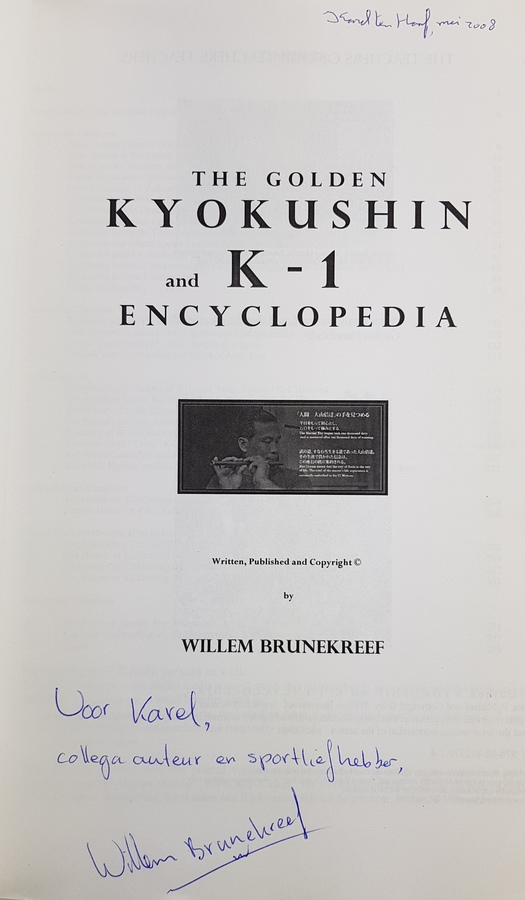 Karel ten Haaf, mei 2008
THE GOLDEN
KYOKUSHIN
and K-1
ENCYCLOPEDIA
Written, Published and Copyright ©
by
WILLEM BRUNEKREEF
Voor Karel,
collega auteur en sportliefhebber,
Willem Brunekreef